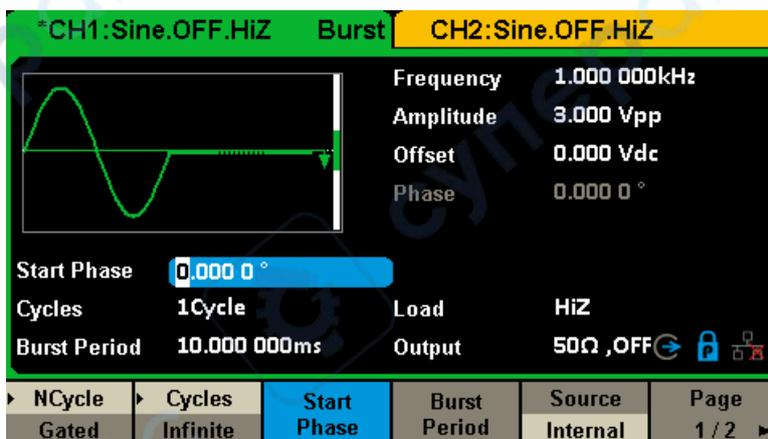 *CH1:Sine.OFF.HiZ Burst CH2:Sine.OFF.HiZ
Frequency 1.000 000kHz
Amplitude 3.000 Vpp
Offset 0.000 Vdc
Phase 0.000 0 °
Start Phase 0.000 0 °
Cycles 1Cycle Load HiZ
Burst Period 10.000 000ms Output 50Ω ,OFF
NCycle Cycles Start Burst Source Page
Gated Infinite Phase Period Internal 1/2